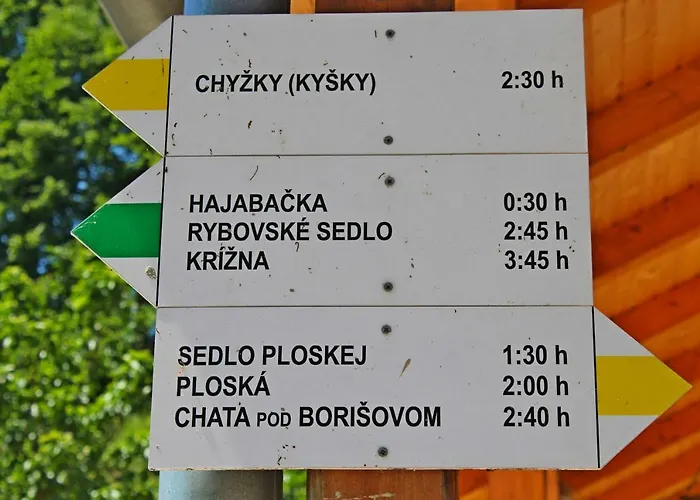 CHYŽKY (KYŠKY) 2:30 h
HAJABAČKA 0:30 h
RYBOVSKÉ SEDLO 2:45 h
KRÍŽNA 3:45 h
SEDLO PLOSKEJ 1:30 h
PLOSKÁ 2:00 h
CHATA POD BORIŠOVOM 2:40 h